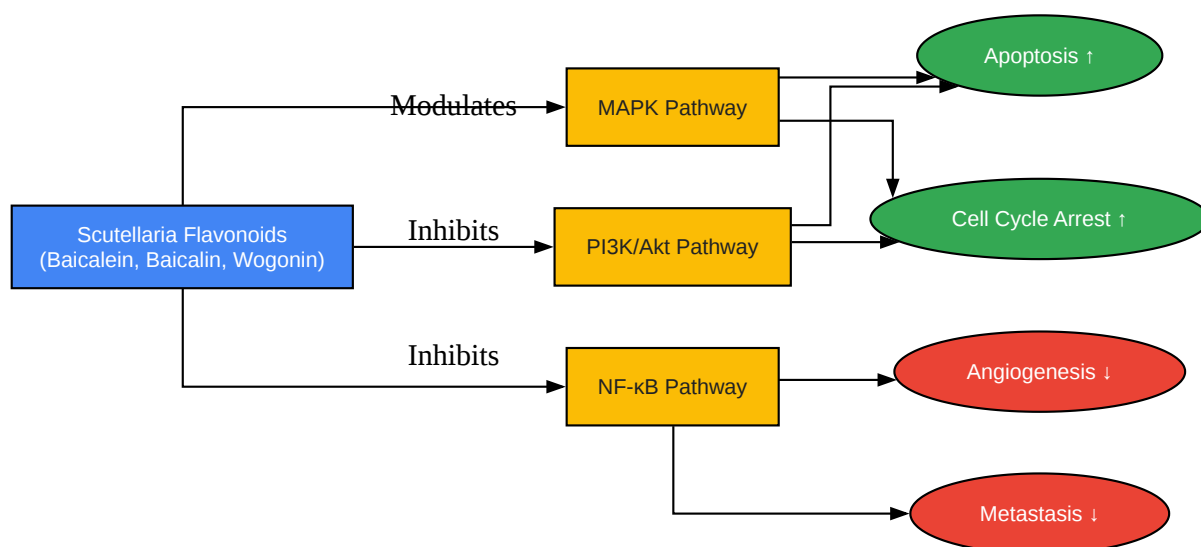 Apoptosis ↑
Modulates
MAPK Pathway
Scutellaria Flavonoids
(Baicalein, Baicalin, Wogonin)
Inhibits
PI3K/Akt Pathway
Cell Cycle Arrest ↑
Inhibits
NF-κB Pathway
Angiogenesis ↓
Metastasis ↓